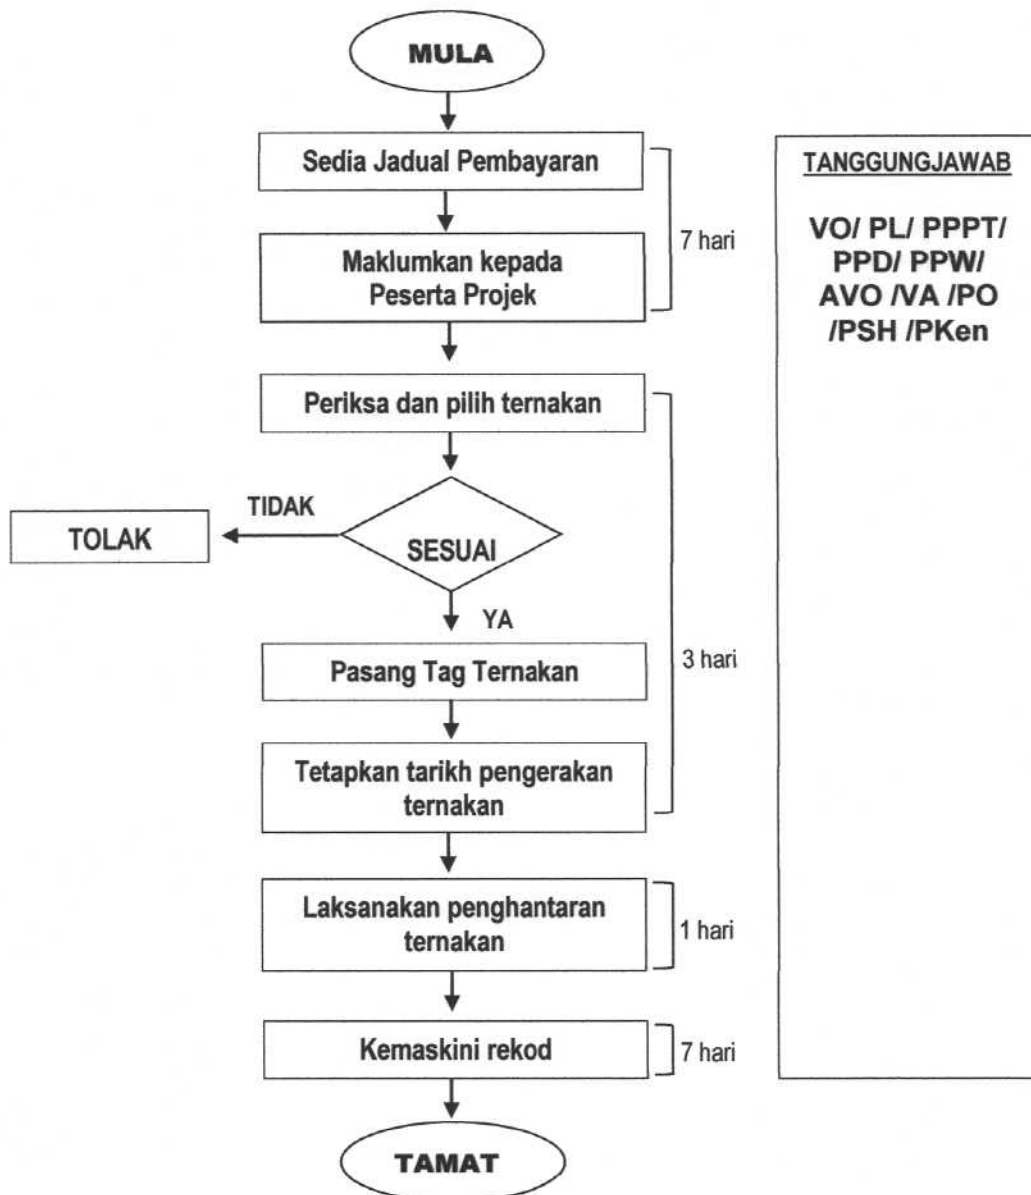 MULA
Sedia Jadual Pembayaran
Maklumkan kepada
Peserta Projek
7 hari
Periksa dan pilih ternakan
SESUAI
TIDAK
TOLAK
YA
Pasang Tag Ternakan
Tetapkan tarikh pengerakan
ternakan
3 hari
Laksanakan penghantaran
ternakan
1 hari
Kemaskini rekod
7 hari
TAMAT
TANGGUNGJAWAB
VO/ PL/ PPPT/
PPD/ PPW/
AVO /VA /PO
/PSH /PKen